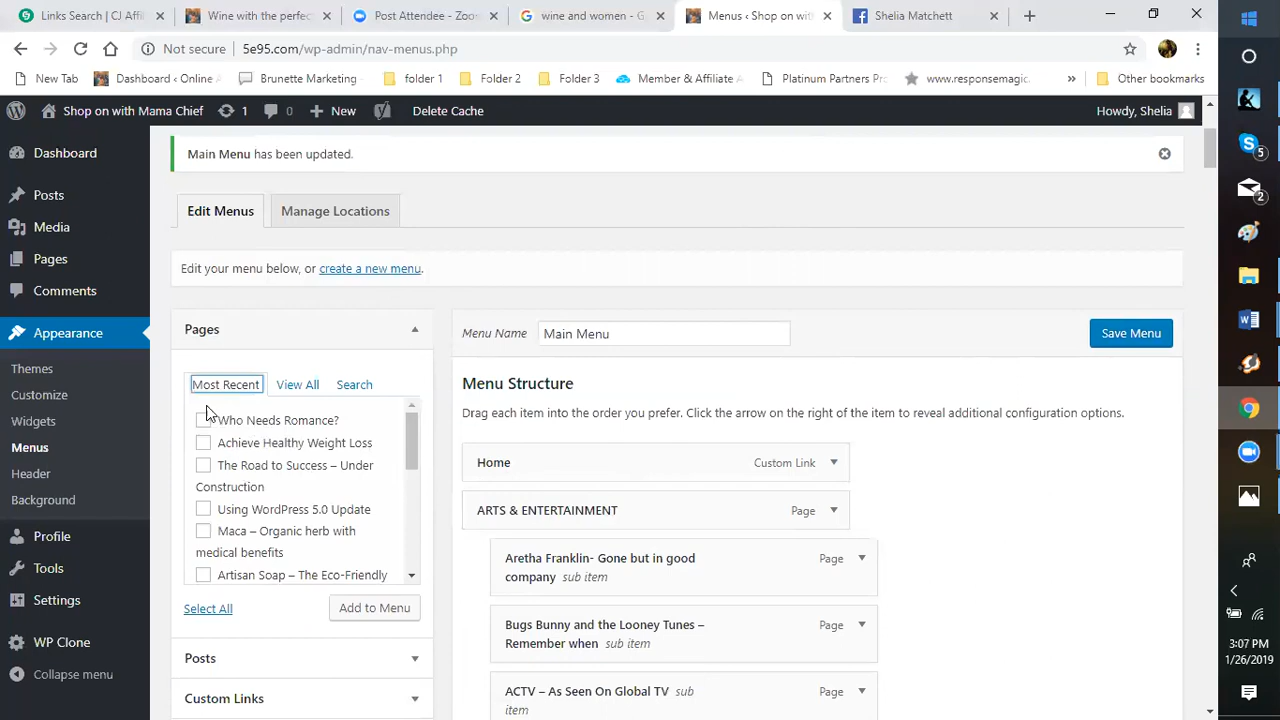 Links Search | CJ Affi
Wine with the perfec
Post Attendee - Zoo
wine and women - G
Menus ‹ Shop on wit
Shelia Matchett
Not secure
5e95.com/wp-admin/nav-menus.php
New Tab
Dashboard ‹ Online A
Brunette Marketing
folder 1
Folder 2
Folder 3
Member & Affiliate A
Platinum Partners Pr
www.responsemagic.
»
Other bookmarks
Shop on with Mama Chief
1
0
New
Delete Cache
Howdy, Shelia
Dashboard
Posts
Media
Pages
Comments
Appearance
Themes
Customize
Widgets
Menus
Header
Background
Profile
Tools
Settings
WP Clone
Collapse menu
Main Menu has been updated.
Edit Menus
Manage Locations
Edit your menu below, or create a new menu.
Pages
Most Recent
View All
Search
Who Needs Romance?
Achieve Healthy Weight Loss
The Road to Success – Under
Construction
Using WordPress 5.0 Update
Maca – Organic herb with
medical benefits
Artisan Soap – The Eco-Friendly
Select All
Add to Menu
Posts
Custom Links
Menu Name
Main Menu
Save Menu
Menu Structure
Drag each item into the order you prefer. Click the arrow on the right of the item to reveal additional configuration options.
Home
Custom Link
ARTS & ENTERTAINMENT
Page
Aretha Franklin- Gone but in good
company sub item
Page
Bugs Bunny and the Looney Tunes –
Remember when sub item
Page
ACTV – As Seen On Global TV sub
item
Page
5
2
3:07 PM
1/26/2019